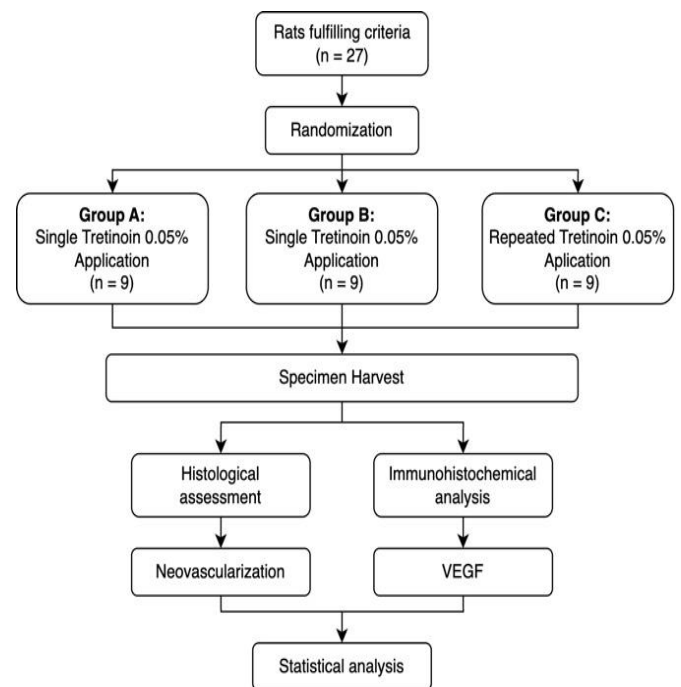 Rats fulfilling criteria
(n = 27)
Randomization
Group A:
Single Tretinoin 0.05%
Application
(n = 9)
Group B:
Single Tretinoin 0.05%
Application
(n = 9)
Group C:
Repeated Tretinoin 0.05%
Aplication
(n = 9)
Specimen Harvest
Histological
assessment
Immunohistochemical
analysis
Neovascularization
VEGF
Statistical analysis